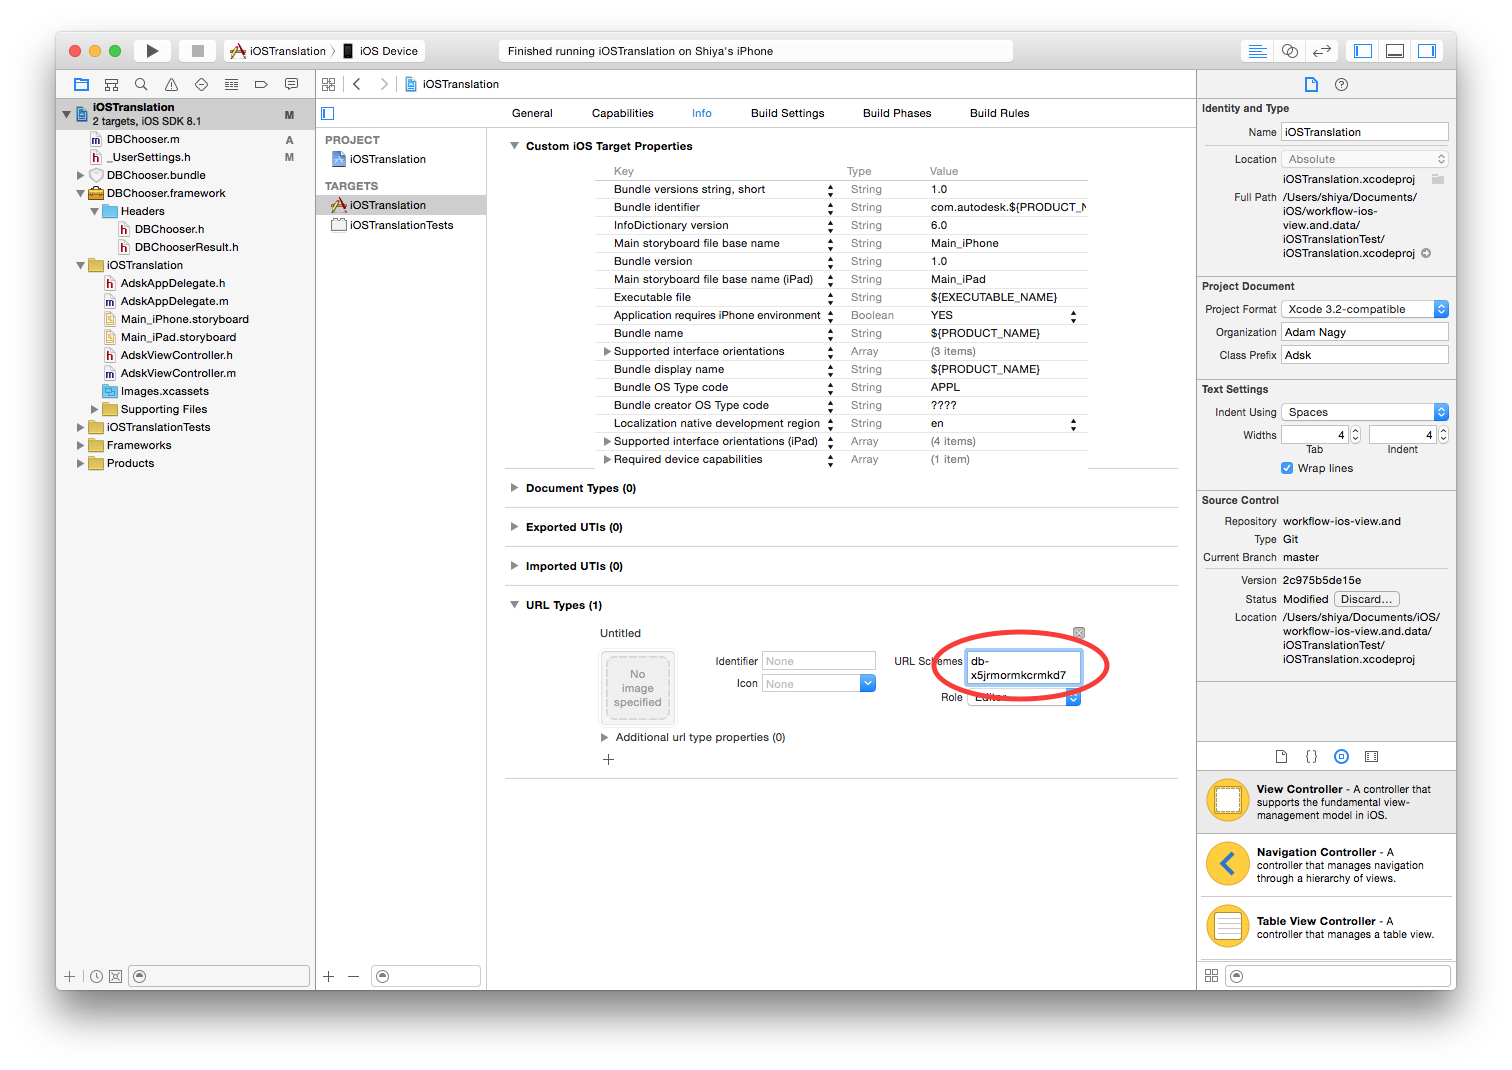 iOSTranslation
iOS Device
Finished running iOSTranslation on Shiya's iPhone
iOSTranslation
2 targets, iOS SDK 8.1
M
DBChooser.m
A
_UserSettings.h
M
DBChooser.bundle
DBChooser.framework
Headers
DBChooser.h
DBChooserResult.h
iOSTranslation
AdskAppDelegate.h
AdskAppDelegate.m
Main_iPhone.storyboard
Main_iPad.storyboard
AdskViewController.h
AdskViewController.m
Images.xcassets
Supporting Files
iOSTranslationTests
Frameworks
Products
iOSTranslation
General Capabilities Info Build Settings Build Phases Build Rules
PROJECT
iOSTranslation
TARGETS
iOSTranslation
iOSTranslationTests
Custom iOS Target Properties
Key Type Value
Bundle versions string, short String 1.0
Bundle identifier String com.autodesk.${PRODUCT_N
InfoDictionary version String 6.0
Main storyboard file base name String Main_iPhone
Bundle version String 1.0
Main storyboard file base name (iPad) String Main_iPad
Executable file String ${EXECUTABLE_NAME}
Application requires iPhone environment Boolean YES
Bundle name String ${PRODUCT_NAME}
Supported interface orientations Array (3 items)
Bundle display name String ${PRODUCT_NAME}
Bundle OS Type code String APPL
Bundle creator OS Type code String ????
Localization native development region String en
Supported interface orientations (iPad) Array (4 items)
Required device capabilities Array (1 item)
Document Types (0)
Exported UTIs (0)
Imported UTIs (0)
URL Types (1)
Untitled
No
image
specified
Identifier None
Icon None
URL Schemes db-
x5jrmormkcrmkd7
Role Editor
Additional url type properties (0)
Identity and Type
Name iOSTranslation
Location Absolute
iOSTranslation.xcodeproj
Full Path /Users/shiya/Documents/
iOS/workflow-ios-
view.and.data/
iOSTranslationTest/
iOSTranslation.xcodeproj
Project Document
Project Format Xcode 3.2-compatible
Organization Adam Nagy
Class Prefix Adsk
Text Settings
Indent Using Spaces
Widths 4 4
Tab Indent
Wrap lines
Source Control
Repository workflow-ios-view.and
Type Git
Current Branch master
Version 2c975b5de15e
Status Modified Discard...
Location /Users/shiya/Documents/iOS/
workflow-ios-view.and.data/
iOSTranslationTest/
iOSTranslation.xcodeproj
View Controller - A controller that
supports the fundamental view-
management model in iOS.
Navigation Controller - A
controller that manages navigation
through a hierarchy of views.
Table View Controller - A
controller that manages a table view.